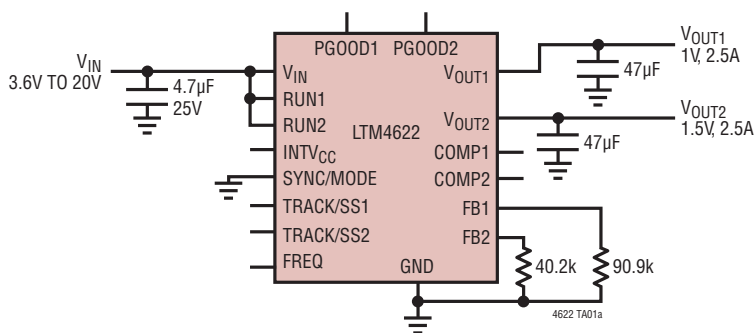 PGOOD1 PGOOD2
VIN
3.6V TO 20V
4.7µF
25V
VIN
RUN1
RUN2
INTVCC
SYNC/MODE
TRACK/SS1
TRACK/SS2
FREQ
LTM4622
GND
VOUT1
VOUT2
COMP1
COMP2
FB1
FB2
47µF
VOUT1
1V, 2.5A
47µF
VOUT2
1.5V, 2.5A
40.2k
90.9k
4622 TA01a